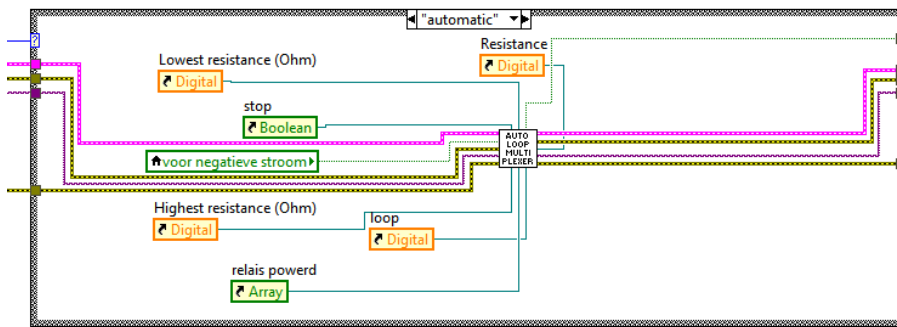 "automatic"
?
Lowest resistance (Ohm)
Digital
Resistance
Digital
stop
Boolean
voor negatieve stroom
AUTO
LOOP
MULTI
PLEXER
Highest resistance (Ohm)
Digital
loop
Digital
relais powerd
Array